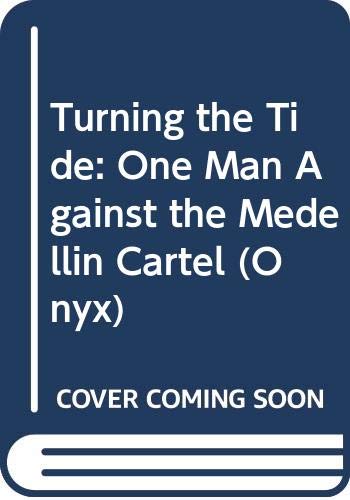 Turning the Ti
de: One Man A
gainst the Mede
llin Cartel (O
nyx)
COVER COMING SOON